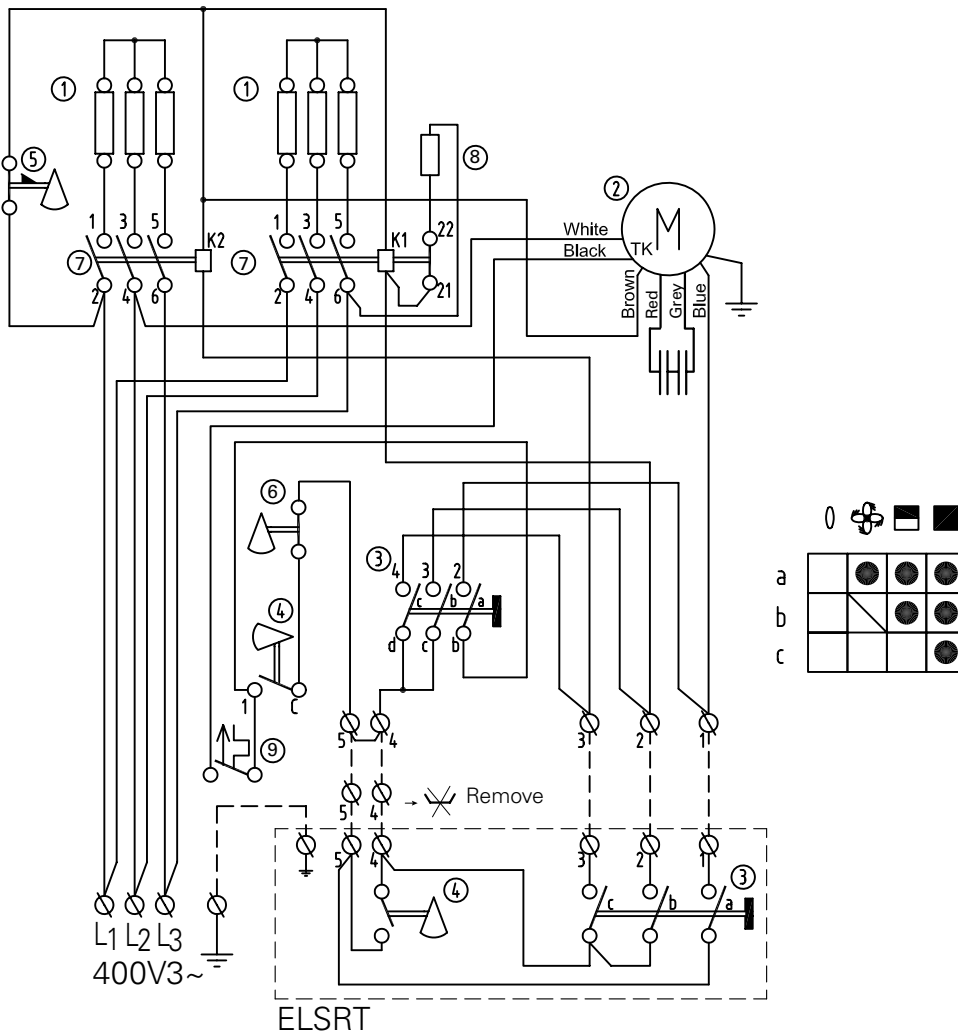 1 1 8
5 2
1 3 5 K2 1 3 5 K1 22
White
Black
TK M
7 7
2 4 6 2 4 6 21
Brown Red Grey Blue
6
3 4 3 2
c b a
4 d c b
1 C
9
5 4 3 2 1
5 4 → Remove
5 4 3 2 1
4 c b a 3
L1 L2 L3
400V3~
ELSRT
a
b
c